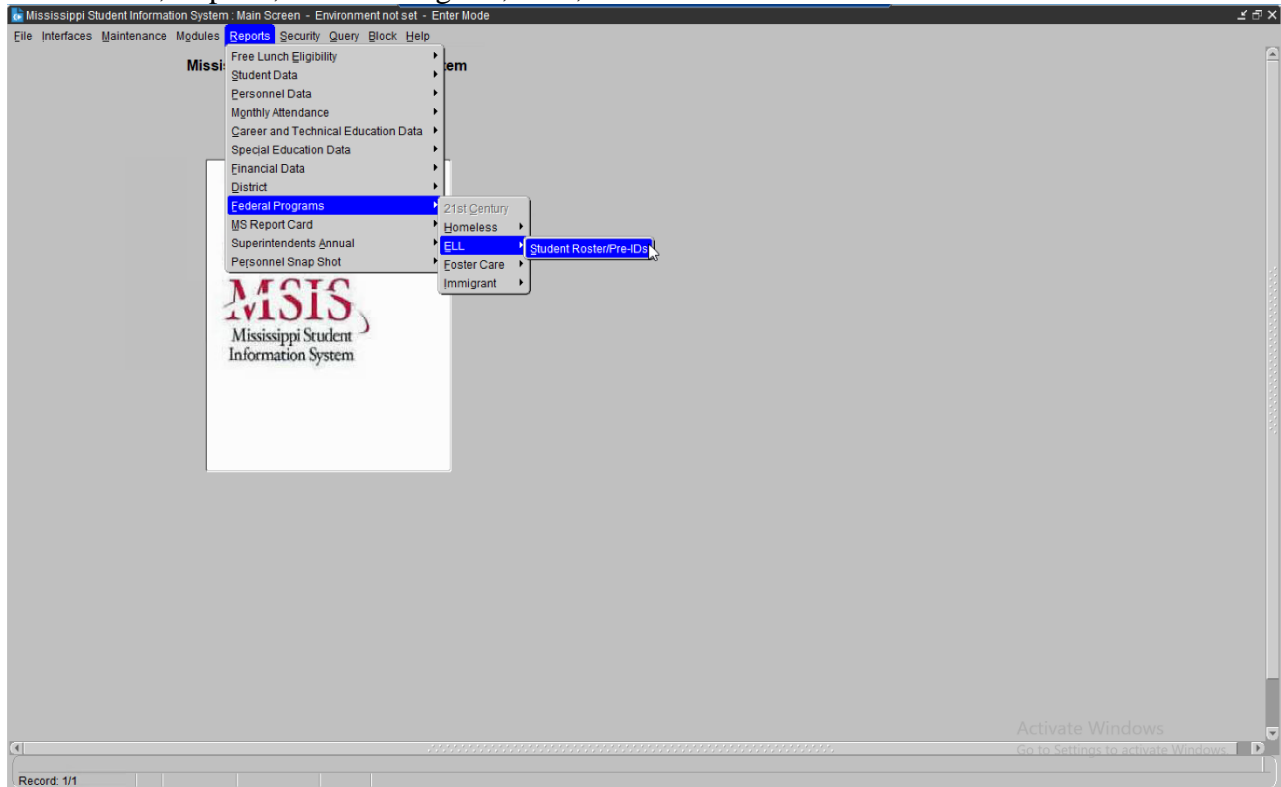 Mississippi Student Information System : Main Screen - Environment not set - Enter Mode
File Interfaces Maintenance Modules Reports Security Query Block Help
Free Lunch Eligibility
Missi
tem
Student Data
Personnel Data
Monthly Attendance
Career and Technical Education Data
Special Education Data
Financial Data
District
Federal Programs
21st Century
MS Report Card
Homeless
Superintendents Annual
ELL
Student Roster/Pre-IDs
Personnel Snap Shot
Foster Care
Immigrant
MSIS
Mississippi Student
Information System
Activate Windows
Go to Settings to activate Windows.
Record: 1/1